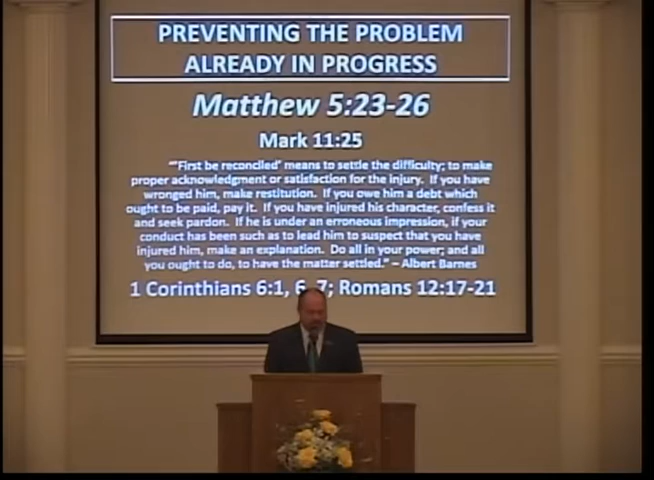 PREVENTING THE PROBLEM
ALREADY IN PROGRESS
Matthew 5:23-26
Mark 11:25
"'First be reconciled' means to settle the difficulty; to make
proper acknowledgment or satisfaction for the injury. If you have
wronged him, make restitution. If you owe him a debt which
ought to be paid, pay it. If you have injured his character, confess it
and seek pardon. If he is under an erroneous impression, if your
conduct has been such as to lead him to suspect that you have
injured him, make an explanation. Do all in your power; and all
you ought to do, to have the matter settled." – Albert Barnes
1 Corinthians 6:1, 6-7; Romans 12:17-21